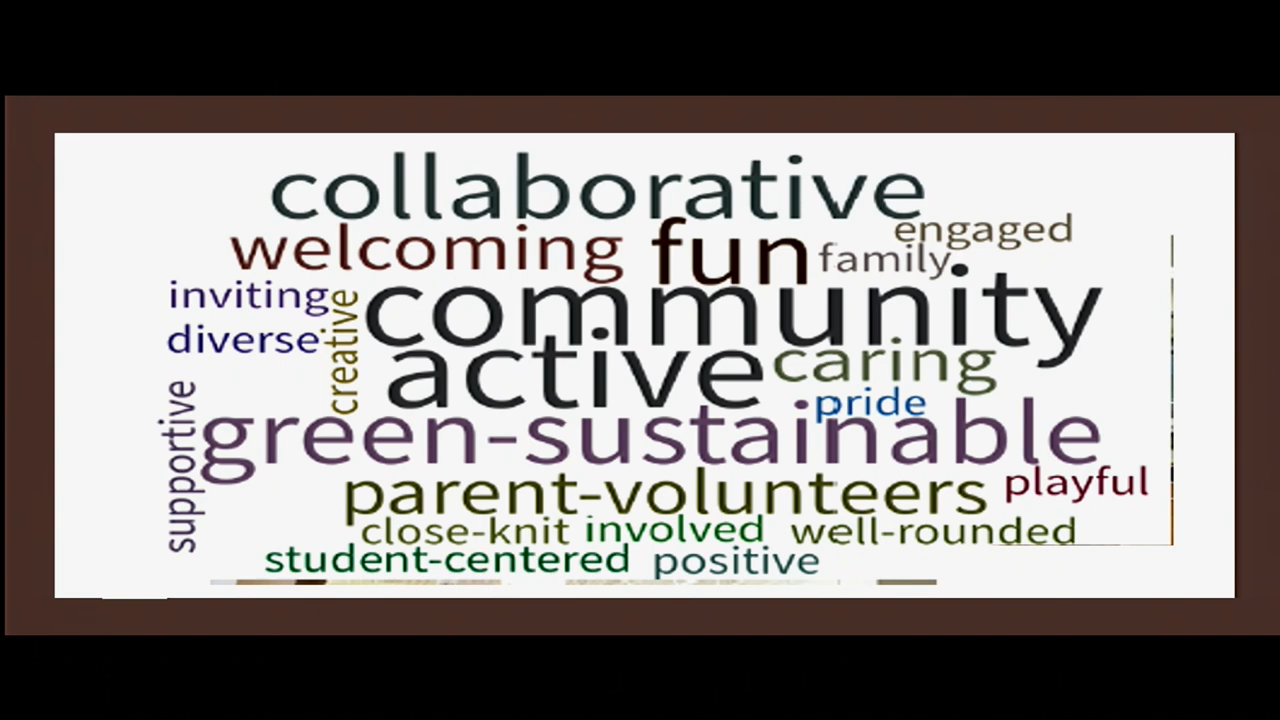 collaborative
welcoming fun engaged
family
inviting community
creative
diverse
active caring
pride
supportive
green-sustainable
parent-volunteers playful
close-knit involved well-rounded
student-centered positive